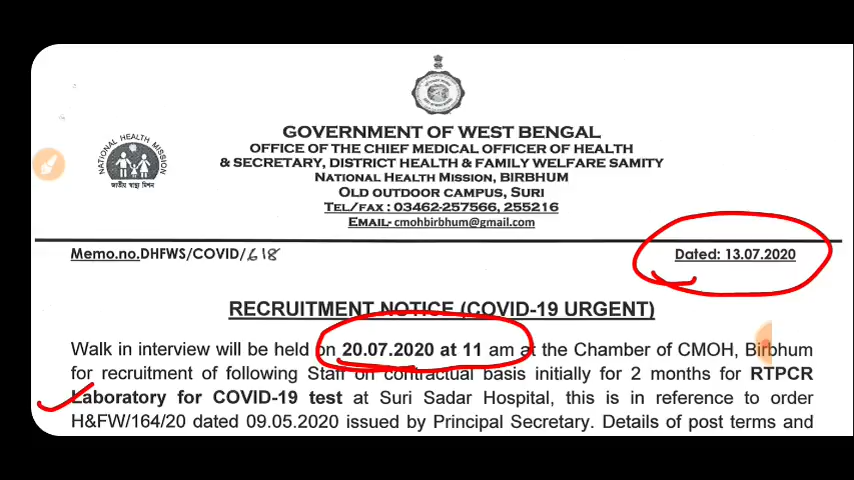 GOVERNMENT OF WEST BENGAL
OFFICE OF THE CHIEF MEDICAL OFFICER OF HEALTH
& SECRETARY, DISTRICT HEALTH & FAMILY WELFARE SAMITY
NATIONAL HEALTH MISSION, BIRBHUM
OLD OUTDOOR CAMPUS, SURI
TEL/FAX : 03462-257566, 255216
EMAIL- cmohbirbhum@gmail.com
NATIONAL HEALTH MISSION
জাতীয় স্বাস্থ্য মিশন
Memo.no.DHFWS/COVID/618
Dated: 13.07.2020
RECRUITMENT NOTICE (COVID-19 URGENT)
Walk in interview will be held on 20.07.2020 at 11 am at the Chamber of CMOH, Birbhum
for recruitment of following Staff on contractual basis initially for 2 months for RTPCR
Laboratory for COVID-19 test at Suri Sadar Hospital, this is in reference to order
H&FW/164/20 dated 09.05.2020 issued by Principal Secretary. Details of post terms and